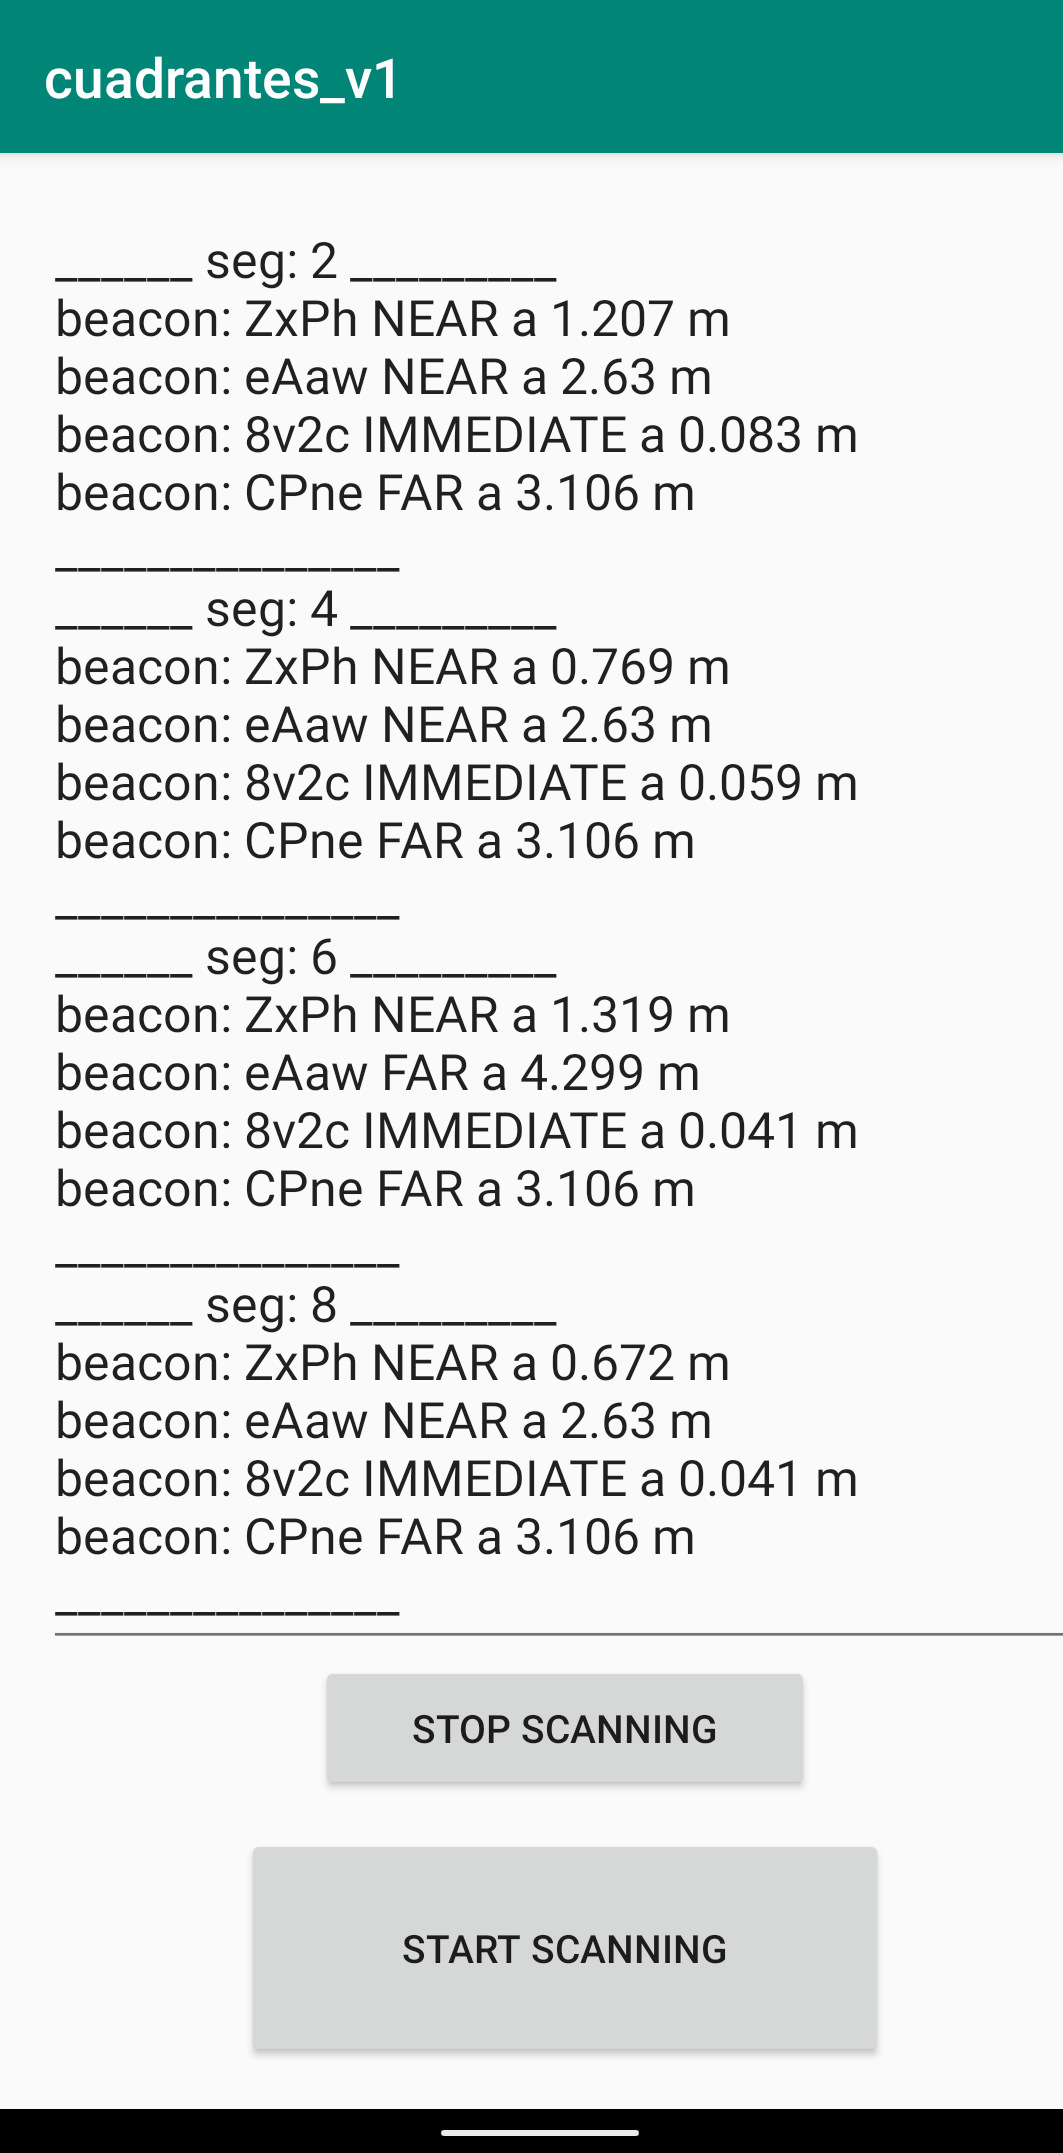 cuadrantes_v1
______ seg: 2 _________
beacon: ZxPh NEAR a 1.207 m
beacon: eAaw NEAR a 2.63 m
beacon: 8v2c IMMEDIATE a 0.083 m
beacon: CPne FAR a 3.106 m
_______________
______ seg: 4 _________
beacon: ZxPh NEAR a 0.769 m
beacon: eAaw NEAR a 2.63 m
beacon: 8v2c IMMEDIATE a 0.059 m
beacon: CPne FAR a 3.106 m
_______________
______ seg: 6 _________
beacon: ZxPh NEAR a 1.319 m
beacon: eAaw FAR a 4.299 m
beacon: 8v2c IMMEDIATE a 0.041 m
beacon: CPne FAR a 3.106 m
_______________
______ seg: 8 _________
beacon: ZxPh NEAR a 0.672 m
beacon: eAaw NEAR a 2.63 m
beacon: 8v2c IMMEDIATE a 0.041 m
beacon: CPne FAR a 3.106 m
_______________
STOP SCANNING
START SCANNING